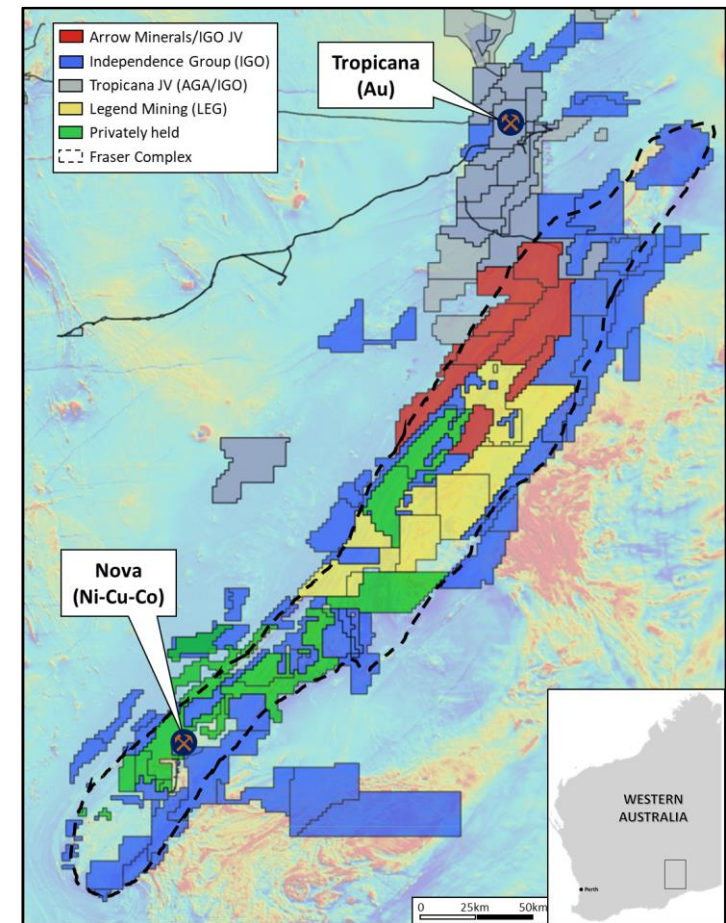 Arrow Minerals/IGO JV
Independence Group (IGO)
Tropicana JV (AGA/IGO)
Legend Mining (LEG)
Privately held
Fraser Complex
Tropicana
(Au)
Nova
(Ni-Cu-Co)
WESTERN
AUSTRALIA
Perth
0 25km 50km